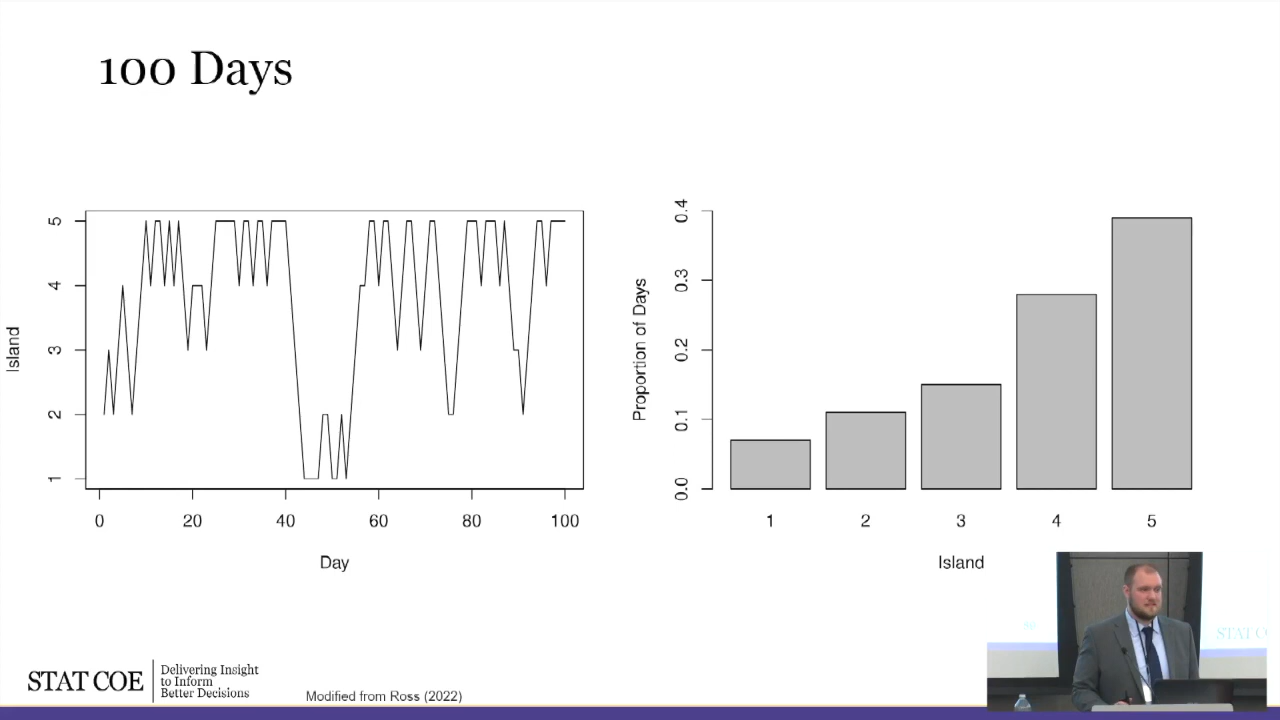 100 Days
5
4
3
2
1
Island
0 20 40 60 80 100
Day
0.4
0.3
0.2
0.1
0.0
Proportion of Days
1 2 3 4 5
Island
STAT COE
Delivering Insight
to Inform
Better Decisions
Modified from Ross (2022)
STAT CO